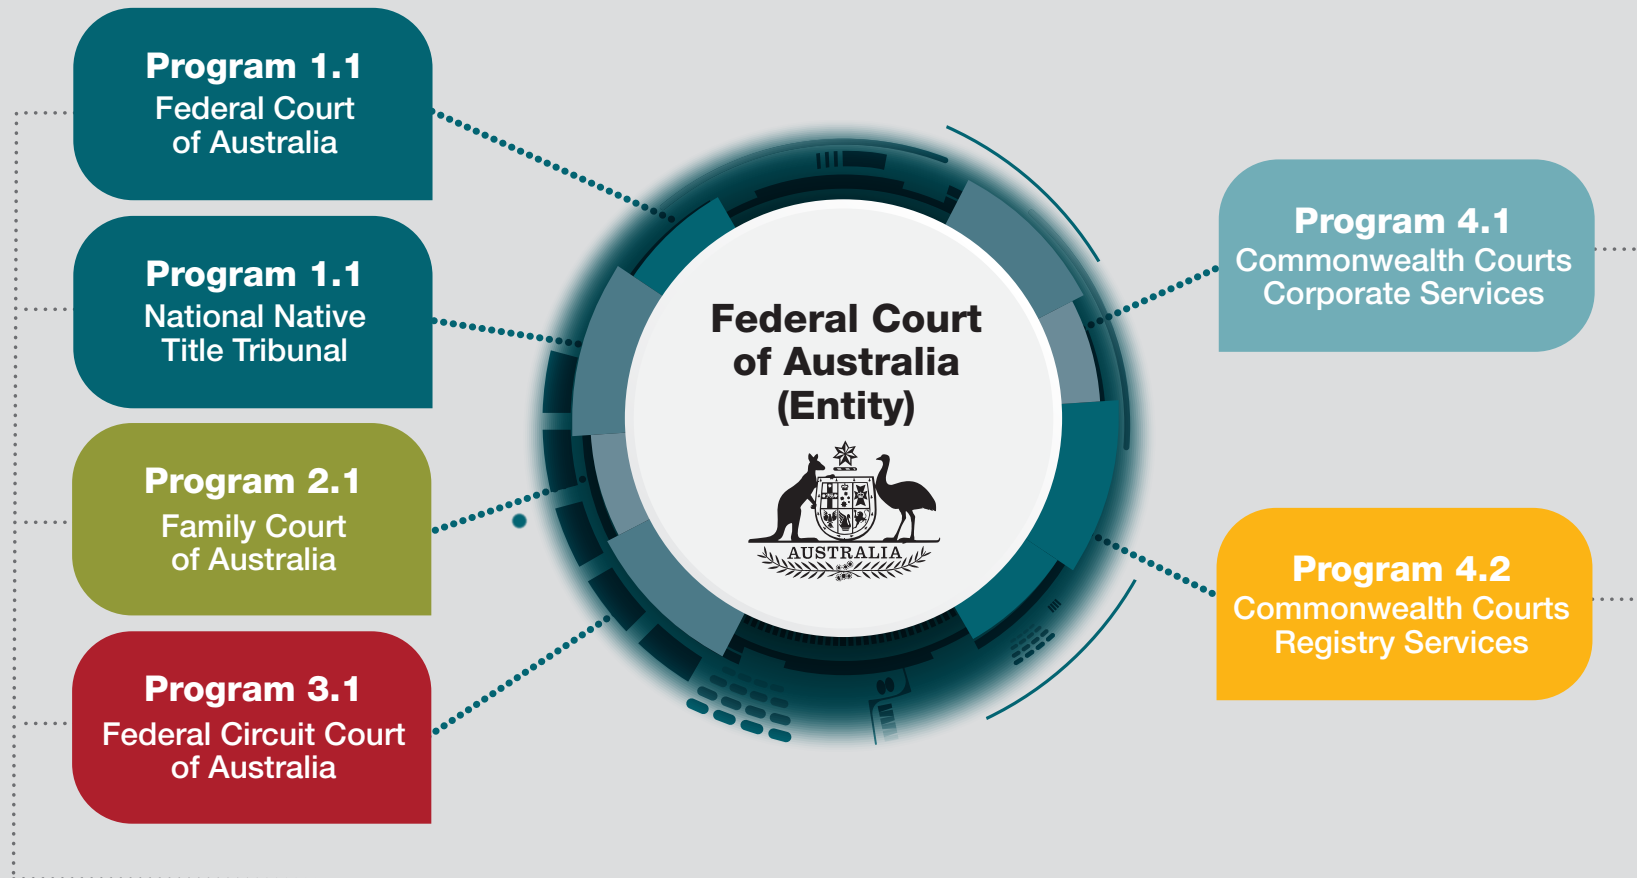 Program 1.1
Federal Court
of Australia
Program 1.1
National Native
Title Tribunal
Program 2.1
Family Court
of Australia
Program 3.1
Federal Circuit Court
of Australia
Federal Court
of Australia
(Entity)
AUSTRALIA
Program 4.1
Commonwealth Courts
Corporate Services
Program 4.2
Commonwealth Courts
Registry Services